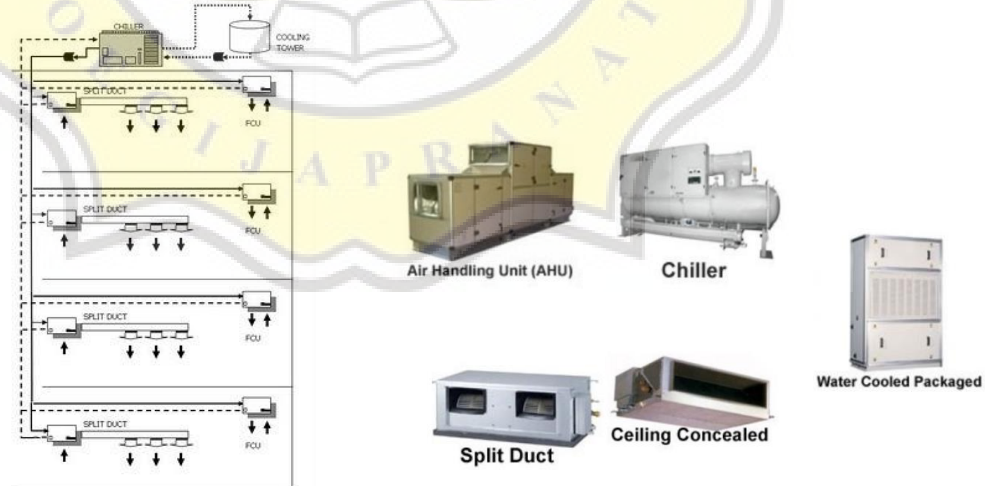 CHILLER
COOLING
TOWER
SPLIT DUCT
FCU
SPLIT DUCT
FCU
SPLIT DUCT
FCU
SPLIT DUCT
FCU
GIJAPRANAT
Air Handling Unit (AHU)
Chiller
Water Cooled Packaged
Split Duct
Ceiling Concealed